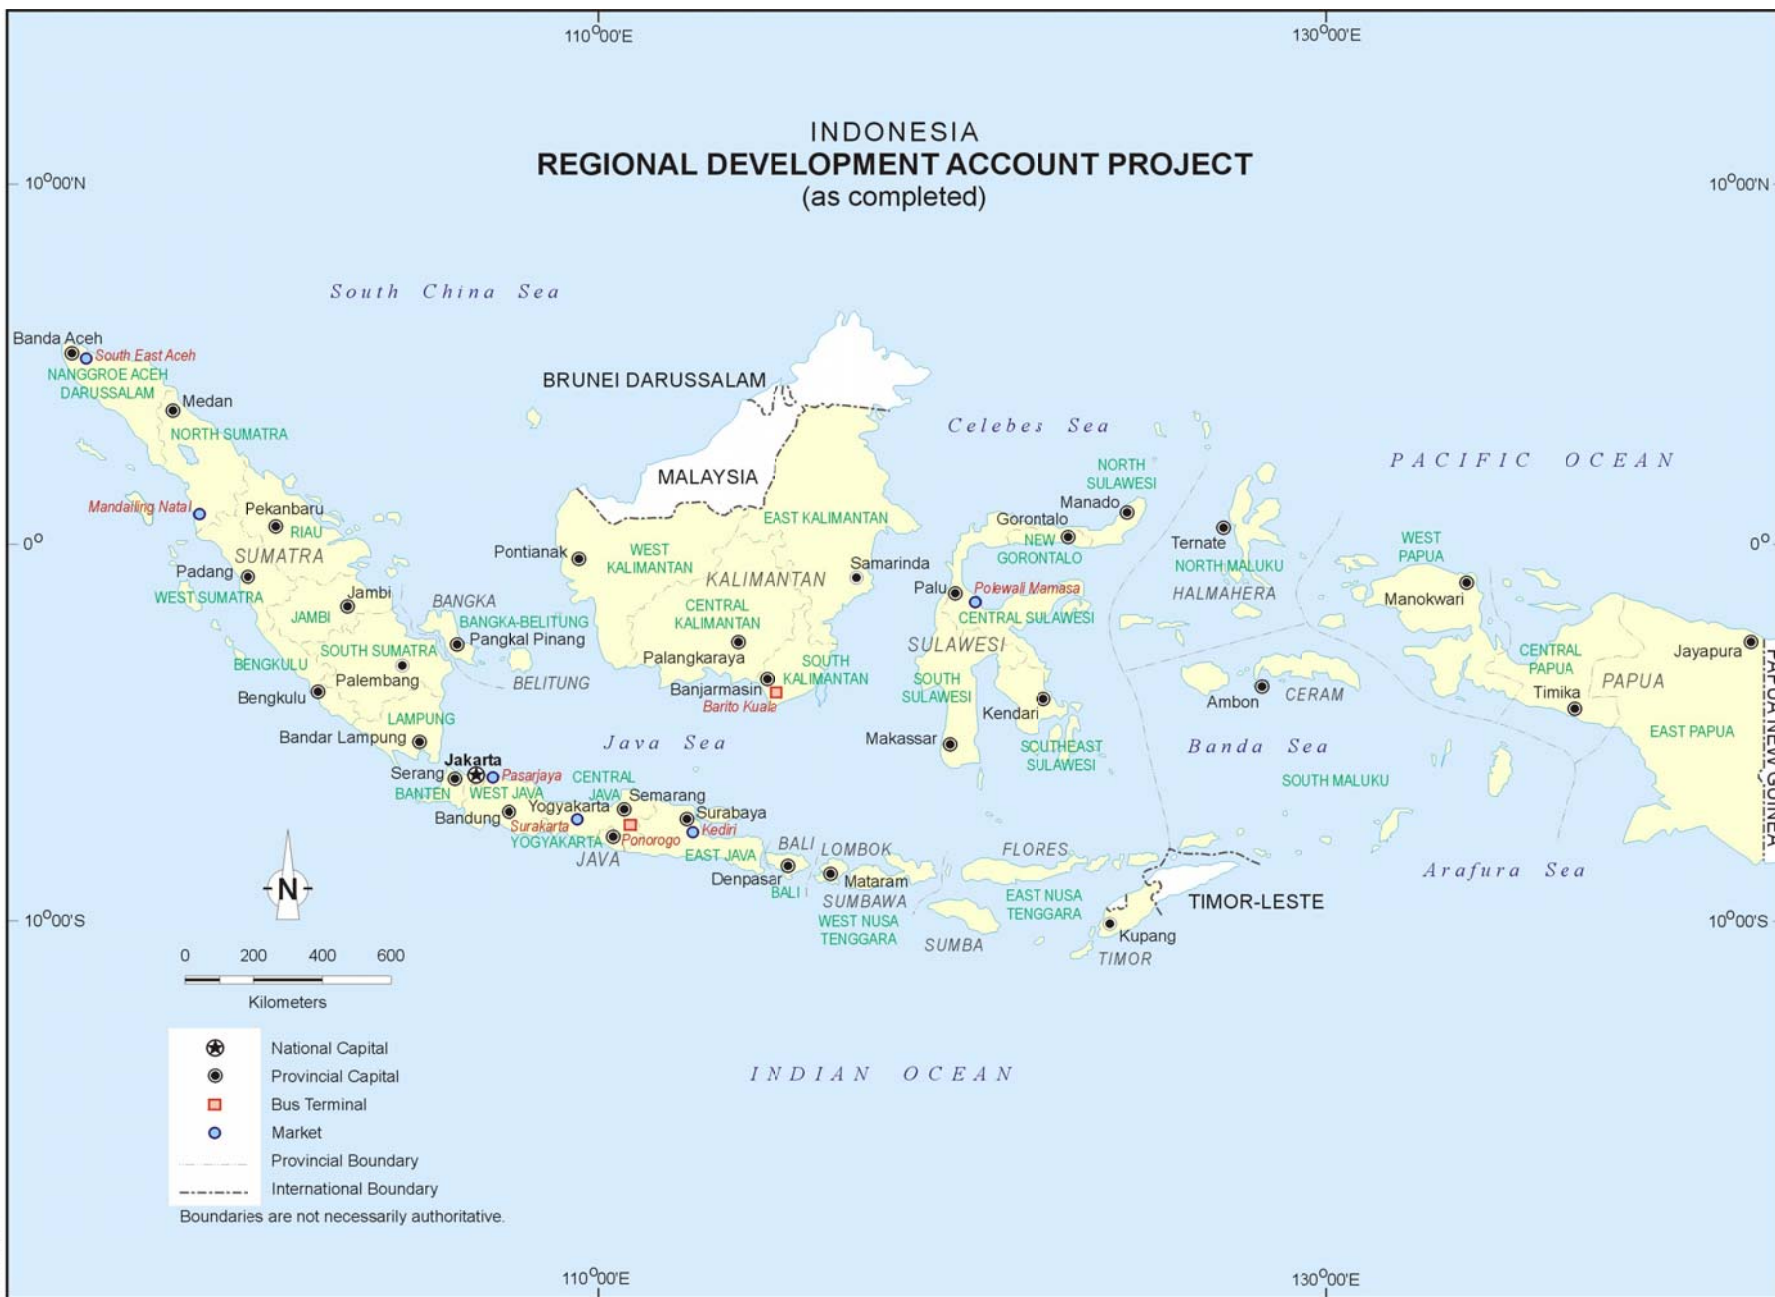 110°00'E
130°00'E
INDONESIA
REGIONAL DEVELOPMENT ACCOUNT PROJECT
(as completed)
10°00'N
10°00'N
South China Sea
Banda Aceh
South East Aceh
NANGGROE ACEH
DARUSSALAM
Medan
NORTH SUMATRA
BRUNEI DARUSSALAM
MALAYSIA
Celebes Sea
PACIFIC OCEAN
NORTH
SULAWESI
Manado
Mandailing Natal
Pekanbaru
RIAU
SUMATRA
EAST KALIMANTAN
Gorontalo
NEW
GORONTALO
Ternate
NORTH MALUKU
HALMAHERA
WEST
PAPUA
Manokwari
0°
0°
Padang
WEST SUMATRA
Pontianak
WEST
KALIMANTAN
KALIMANTAN
Samarinda
Palu
Polewali Mamasa
CENTRAL SULAWESI
Jambi
JAMBI
BANGKA
BANGKA-BELITUNG
Pangkal Pinang
CENTRAL
KALIMANTAN
Palangkaraya
SULAWESI
SOUTH SUMATRA
Palembang
BENGKULU
Bengkulu
BELITUNG
SOUTH
KALIMANTAN
Banjarmasin
Barito Kuala
SOUTH
SULAWESI
Kendari
Ambon
CERAM
CENTRAL
PAPUA
Timika
PAPUA
Jayapura
PAPUA NEW GUINEA
EAST PAPUA
LAMPUNG
Bandar Lampung
Java Sea
Makassar
SOUTHEAST
SULAWESI
Banda Sea
SOUTH MALUKU
Jakarta
Serang
Pasarjaya
BANTEN
WEST JAVA
CENTRAL
JAVA
Semarang
Yogyakarta
Surabaya
Bandung
Surakarta
Kediri
YOGYAKARTA
Ponorogo
JAVA
EAST JAVA
BALI
LOMBOK
FLORES
Denpasar
BALI
Mataram
SUMBAWA
WEST NUSA
TENGGARA
EAST NUSA
TENGGARA
SUMBA
TIMOR-LESTE
Kupang
TIMOR
Arafura Sea
N
10°00'S
10°00'S
0 200 400 600
Kilometers
INDIAN OCEAN
National Capital
Provincial Capital
Bus Terminal
Market
Provincial Boundary
International Boundary
Boundaries are not necessarily authoritative.
110°00'E
130°00'E